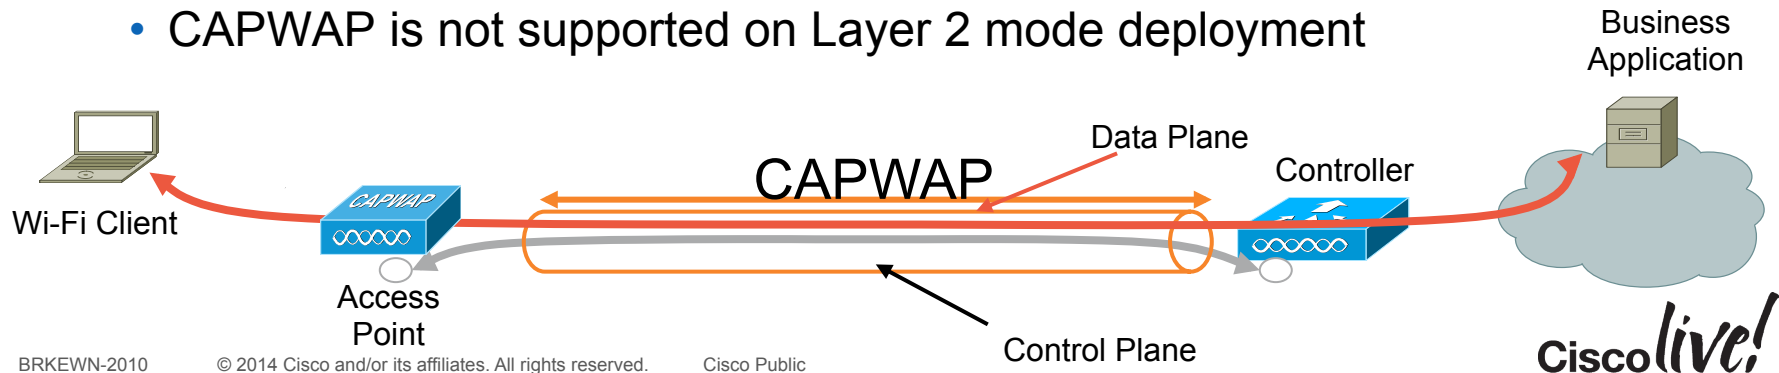 • CAPWAP is not supported on Layer 2 mode deployment
Business
Application
Data Plane
CAPWAP
Controller
Wi-Fi Client
CAPWAP
Access
Point
Control Plane
BRKEWN-2010 © 2014 Cisco and/or its affiliates. All rights reserved. Cisco Public
Cisco live!